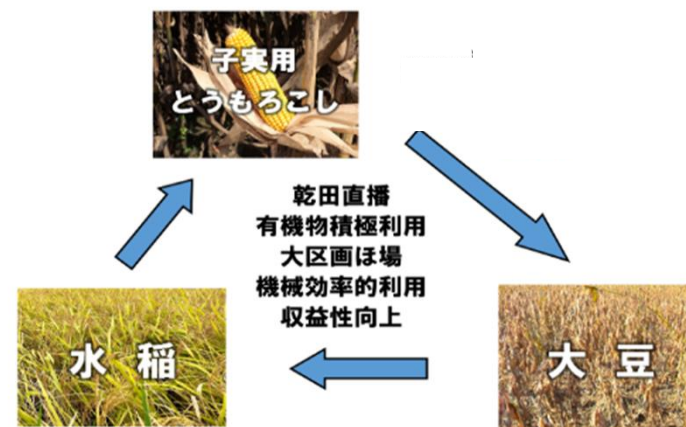 子実用
とうもろこし
乾田直播
有機物積極利用
大区画ほ場
機械効率的利用
収益性向上
水稲
大豆